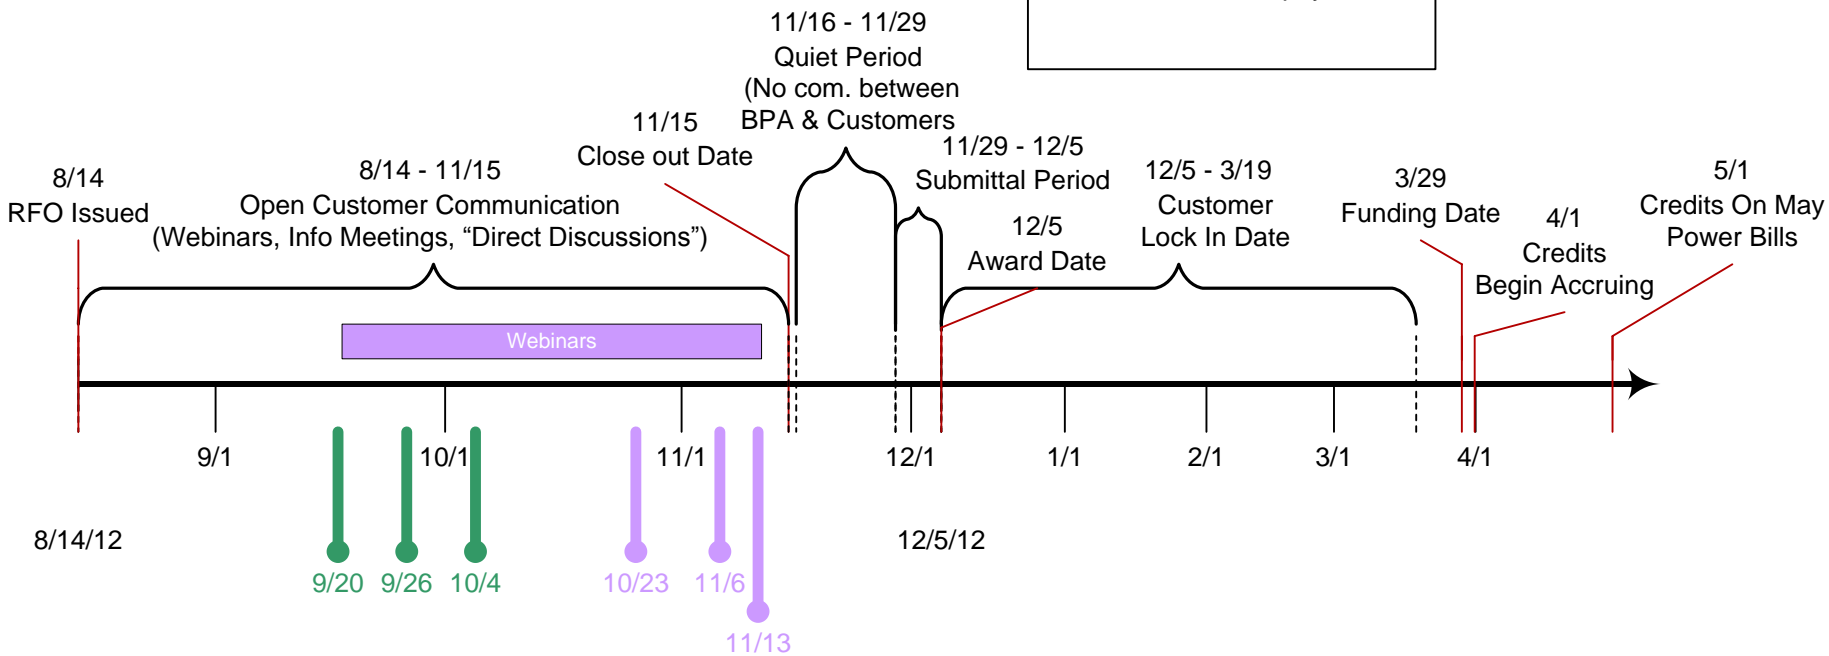 11/16 - 11/29
Quiet Period
(No com. between
BPA & Customers
11/15
Close out Date
11/29 - 12/5
Submittal Period
8/14
RFO Issued
8/14 - 11/15
Open Customer Communication
(Webinars, Info Meetings, “Direct Discussions”)
12/5
Award Date
12/5 - 3/19
Customer
Lock In Date
3/29
Funding Date
4/1
Credits
Begin Accruing
5/1
Credits On May
Power Bills
Webinars
9/1
10/1
11/1
12/1
1/1
2/1
3/1
4/1
8/14/12
12/5/12
9/20
9/26
10/4
10/23
11/6
11/13